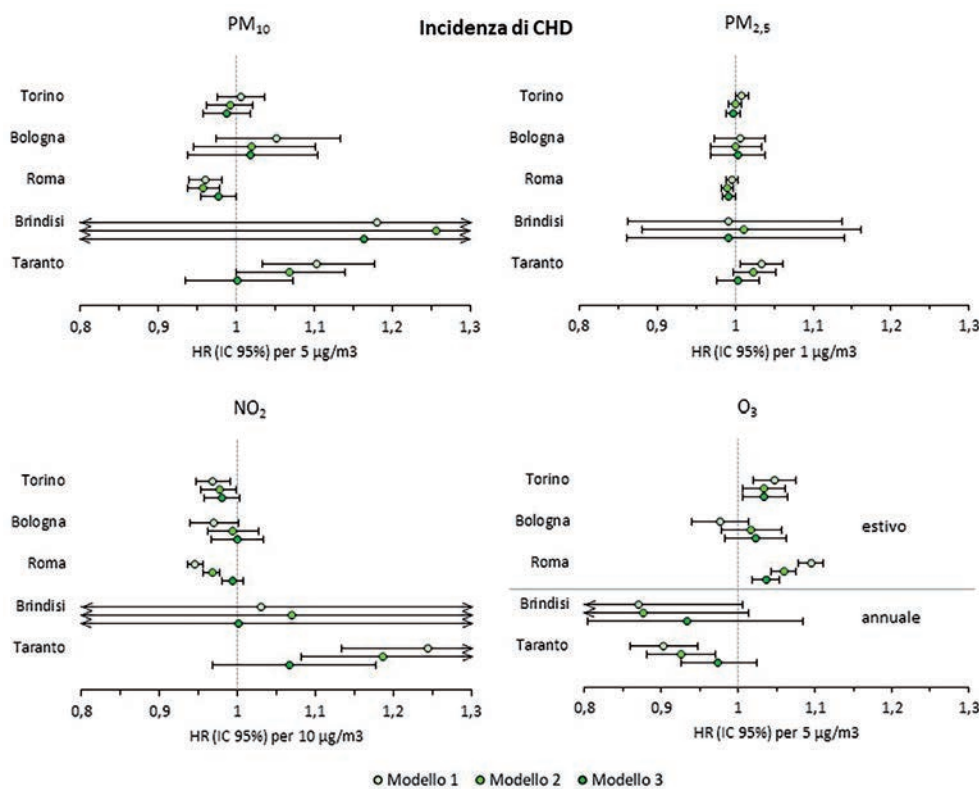 Incidenza di CHD
PM10
Torino
Bologna
Roma
Brindisi
Taranto
0,8 0,9 1 1,1 1,2 1,3
HR (IC 95%) per 5 µg/m3
PM2,5
Torino
Bologna
Roma
Brindisi
Taranto
0,8 0,9 1 1,1 1,2 1,3
HR (IC 95%) per 1 µg/m3
NO2
Torino
Bologna
Roma
Brindisi
Taranto
0,8 0,9 1 1,1 1,2 1,3
HR (IC 95%) per 10 µg/m3
O3
Torino
Bologna
estivo
Roma
Brindisi
annuale
Taranto
0,8 0,9 1 1,1 1,2 1,3
HR (IC 95%) per 5 µg/m3
Modello 1 Modello 2 Modello 3